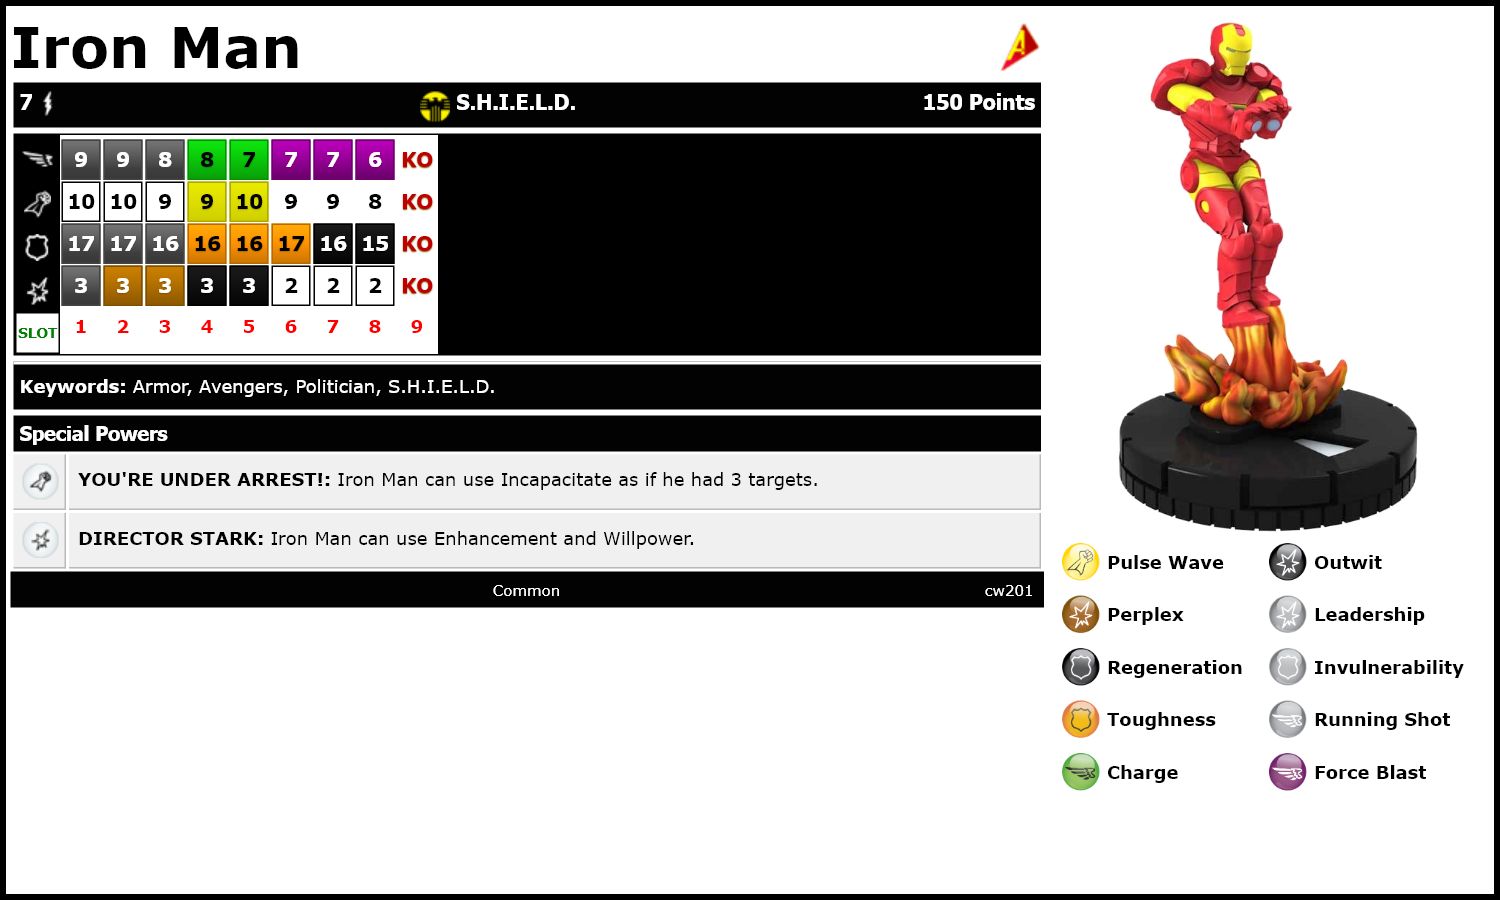 Iron Man
A
7 S.H.I.E.L.D. 150 Points
9 9 8 8 7 7 7 6 KO
10 10 9 9 10 9 9 8 KO
17 17 16 16 16 17 16 15 KO
3 3 3 3 3 2 2 2 KO
SLOT 1 2 3 4 5 6 7 8 9
Keywords: Armor, Avengers, Politician, S.H.I.E.L.D.
Special Powers
YOU'RE UNDER ARREST!: Iron Man can use Incapacitate as if he had 3 targets.
DIRECTOR STARK: Iron Man can use Enhancement and Willpower.
Common cw201
Pulse Wave Outwit
Perplex Leadership
Regeneration Invulnerability
Toughness Running Shot
Charge Force Blast